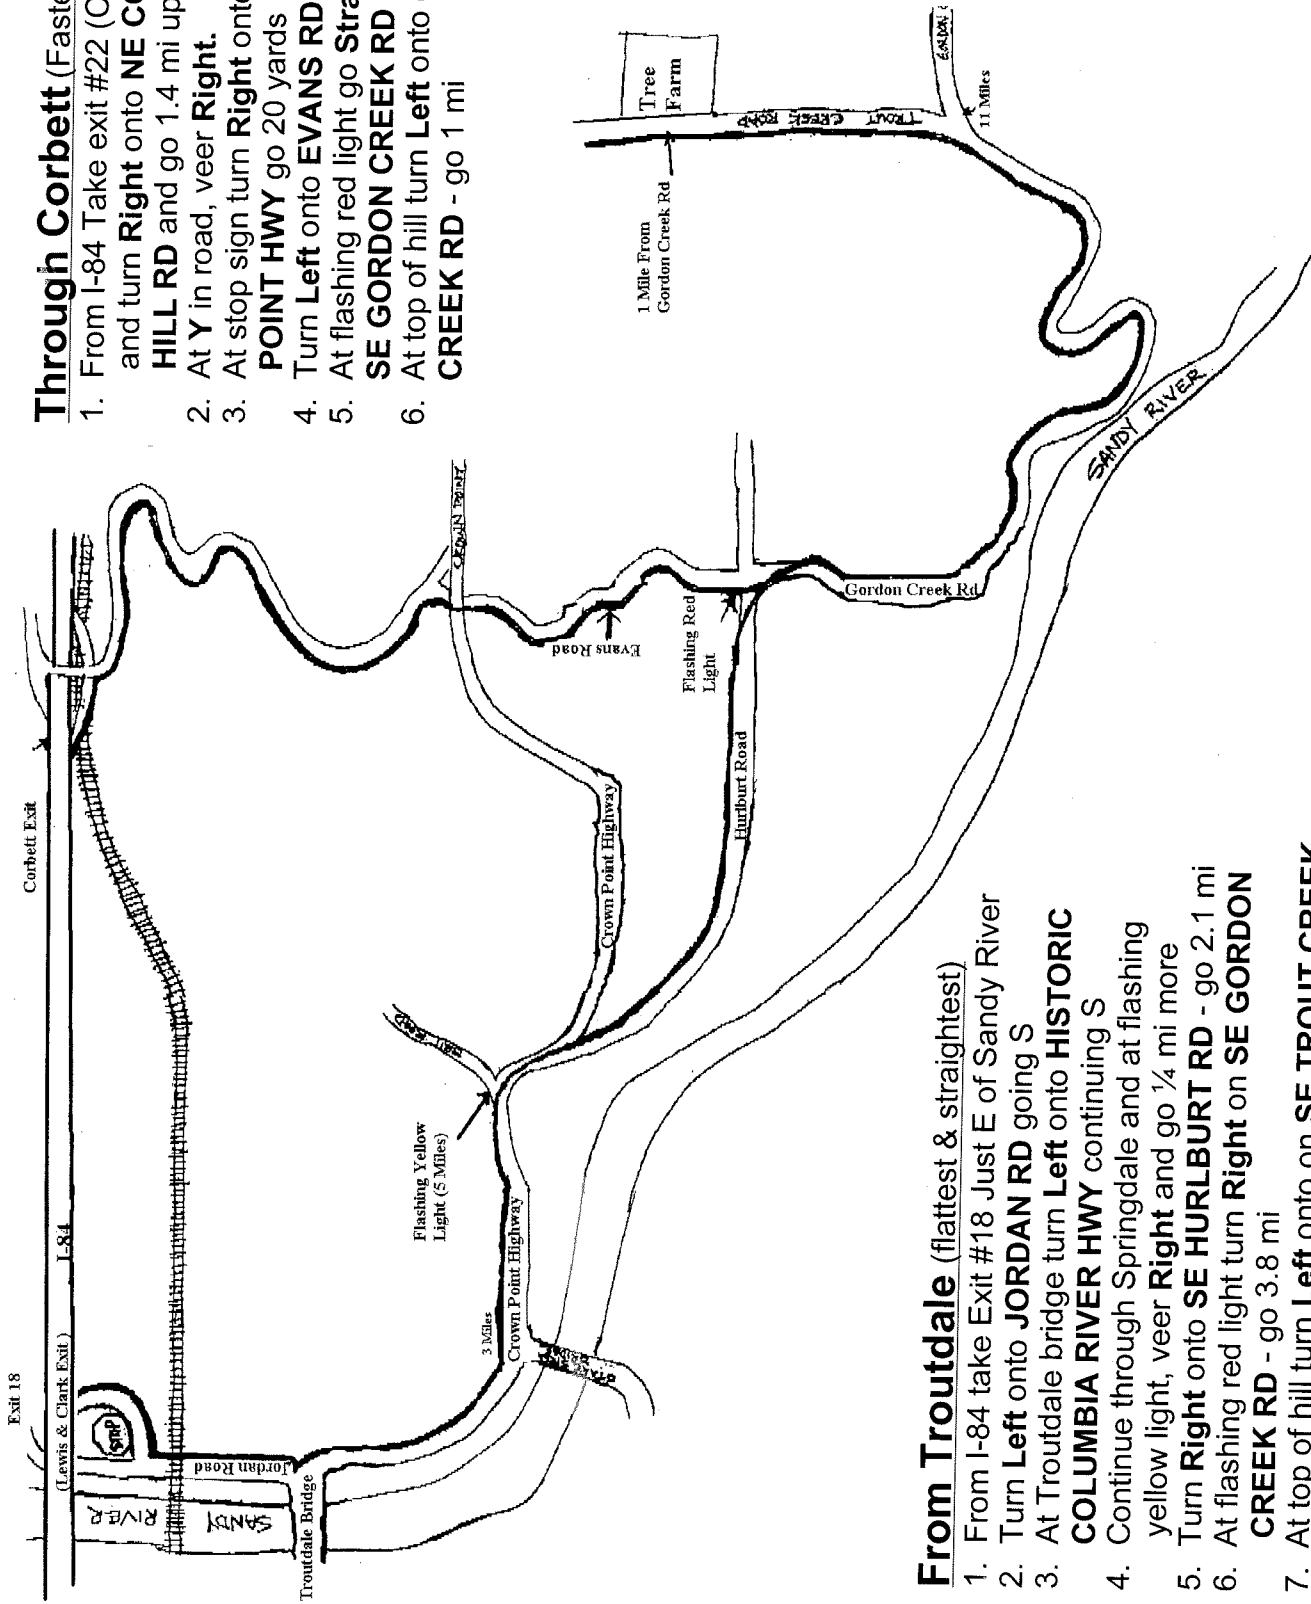 Through Corbett (Faste
1. From I-84 Take exit #22 (O
and turn Right onto NE CO
HILL RD and go 1.4 mi up
2. At Y in road, veer Right.
3. At stop sign turn Right onto
POINT HWY go 20 yards
4. Turn Left onto EVANS RD
5. At flashing red light go Stra
SE GORDON CREEK RD
6. At top of hill turn Left onto
CREEK RD - go 1 mi
From Troutdale (flattest & straightest)
1. From I-84 take Exit #18 Just E of Sandy River
2. Turn Left onto JORDAN RD going S
3. At Troutdale bridge turn Left onto HISTORIC
COLUMBIA RIVER HWY continuing S
4. Continue through Springdale and at flashing
yellow light, veer Right and go ¼ mi more
5. Turn Right onto SE HURLBURT RD - go 2.1 mi
6. At flashing red light turn Right on SE GORDON
CREEK RD - go 3.8 mi
7. At top of hill turn Left onto on SE TROUT CREEK
Exit 18
(Lewis & Clark Exit)
I-84
Corbett Exit
STOP
SANDY
RIVER
Jordan Road
Troutdale Bridge
3 Miles
Crown Point Highway
Flashing Yellow
Light (5 Miles)
Crown Point Highway
CROWN POINT
Evans Road
Flashing Red
Light
Hurlburt Road
Gordon Creek Rd
SANDY RIVER
11 Miles
GORDON
TROUT CREEK ROAD
1 Mile From
Gordon Creek Rd
Tree
Farm